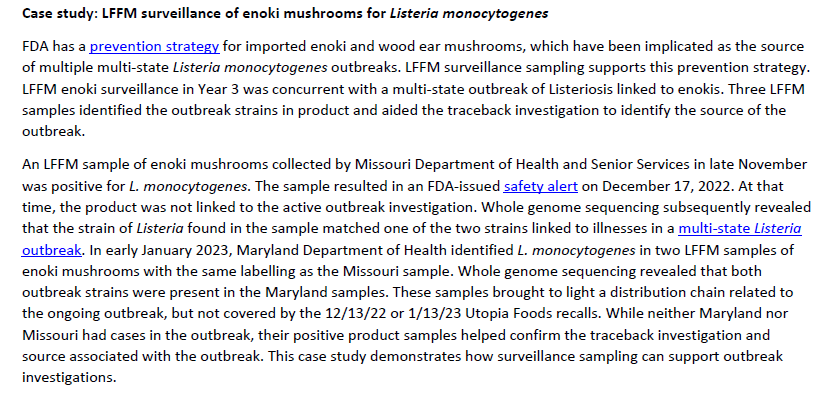 Case study: LFFM surveillance of enoki mushrooms for Listeria monocytogenes
FDA has a prevention strategy for imported enoki and wood ear mushrooms, which have been implicated as the source
of multiple multi-state Listeria monocytogenes outbreaks. LFFM surveillance sampling supports this prevention strategy.
LFFM enoki surveillance in Year 3 was concurrent with a multi-state outbreak of Listeriosis linked to enokis. Three LFFM
samples identified the outbreak strains in product and aided the traceback investigation to identify the source of the
outbreak.
An LFFM sample of enoki mushrooms collected by Missouri Department of Health and Senior Services in late November
was positive for L. monocytogenes. The sample resulted in an FDA-issued safety alert on December 17, 2022. At that
time, the product was not linked to the active outbreak investigation. Whole genome sequencing subsequently revealed
that the strain of Listeria found in the sample matched one of the two strains linked to illnesses in a multi-state Listeria
outbreak. In early January 2023, Maryland Department of Health identified L. monocytogenes in two LFFM samples of
enoki mushrooms with the same labelling as the Missouri sample. Whole genome sequencing revealed that both
outbreak strains were present in the Maryland samples. These samples brought to light a distribution chain related to
the ongoing outbreak, but not covered by the 12/13/22 or 1/13/23 Utopia Foods recalls. While neither Maryland nor
Missouri had cases in the outbreak, their positive product samples helped confirm the traceback investigation and
source associated with the outbreak. This case study demonstrates how surveillance sampling can support outbreak
investigations.